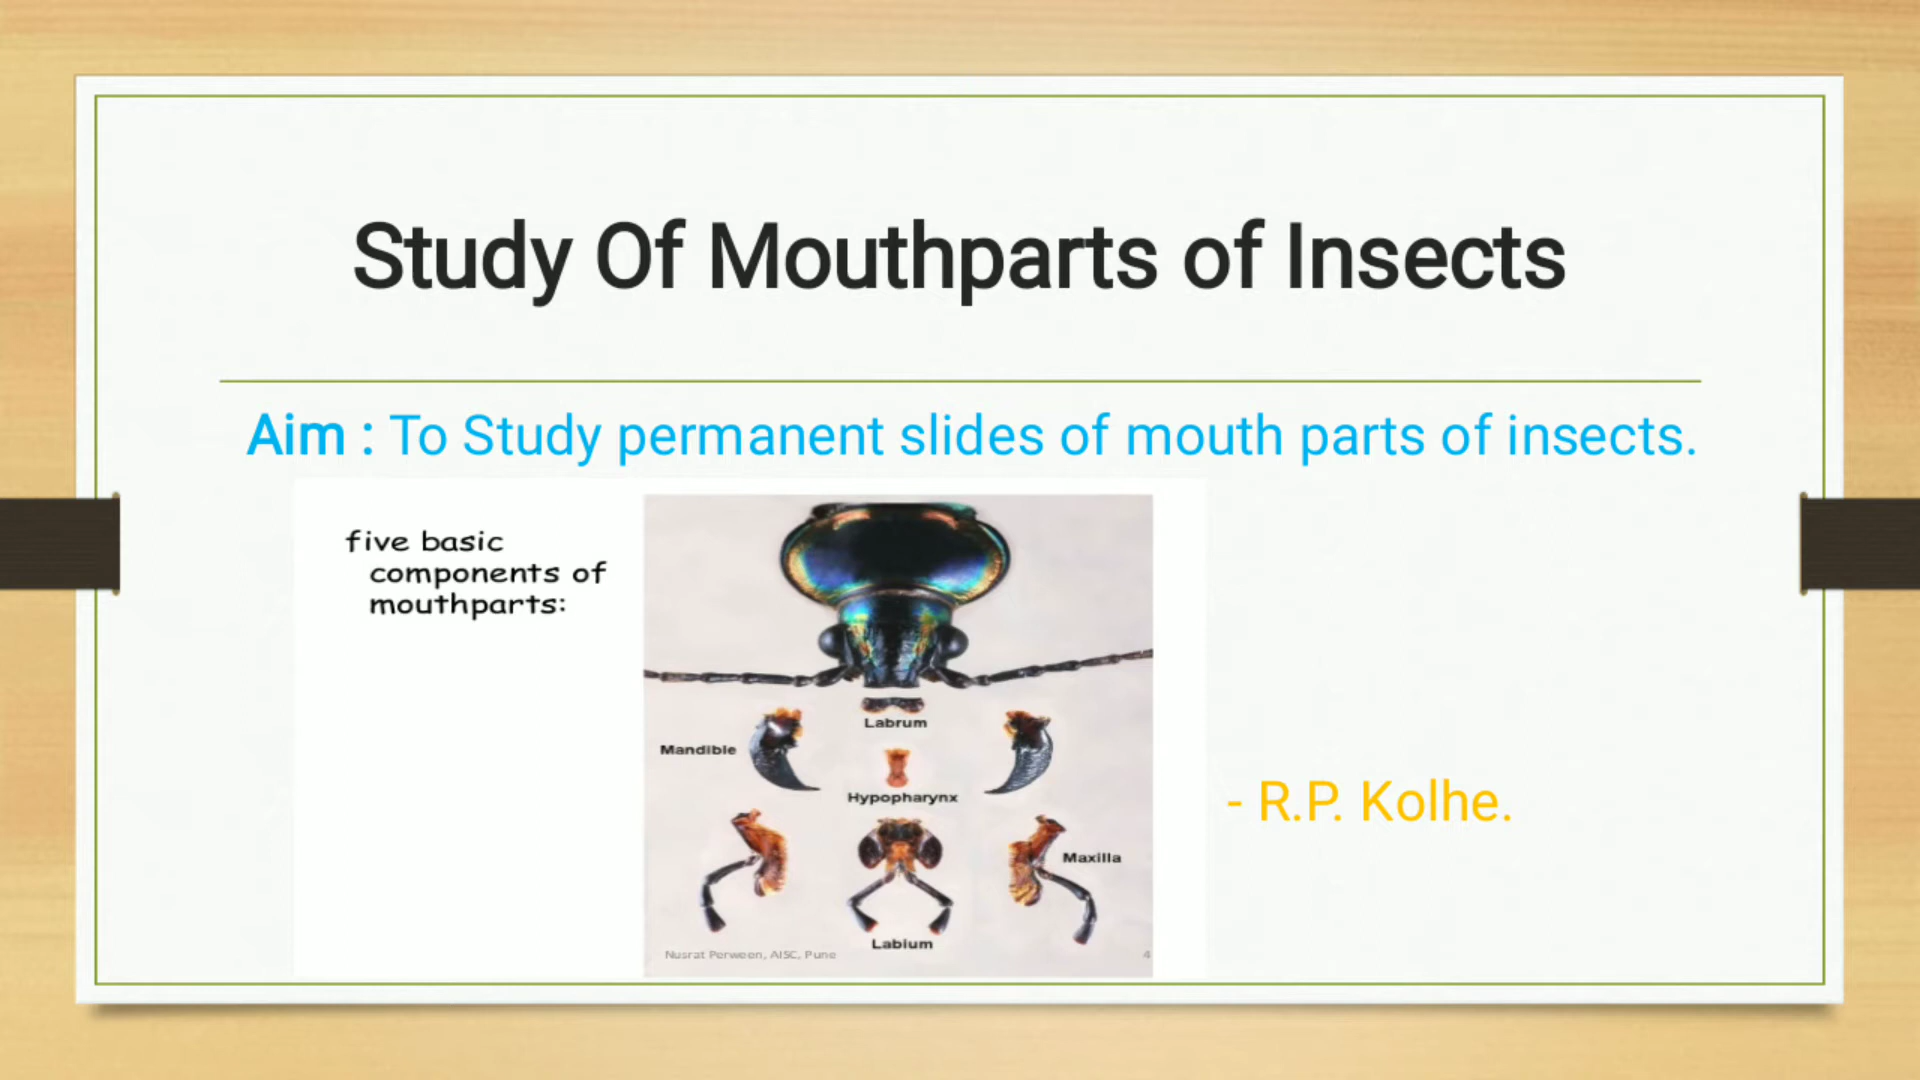 Study Of Mouthparts of Insects
Aim : To Study permanent slides of mouth parts of insects.
five basic
components of
mouthparts:
Labrum
Mandible
Hypopharynx
- R.P. Kolhe.
Maxilla
Labium
Nusrat Perween, AISC, Pune
4